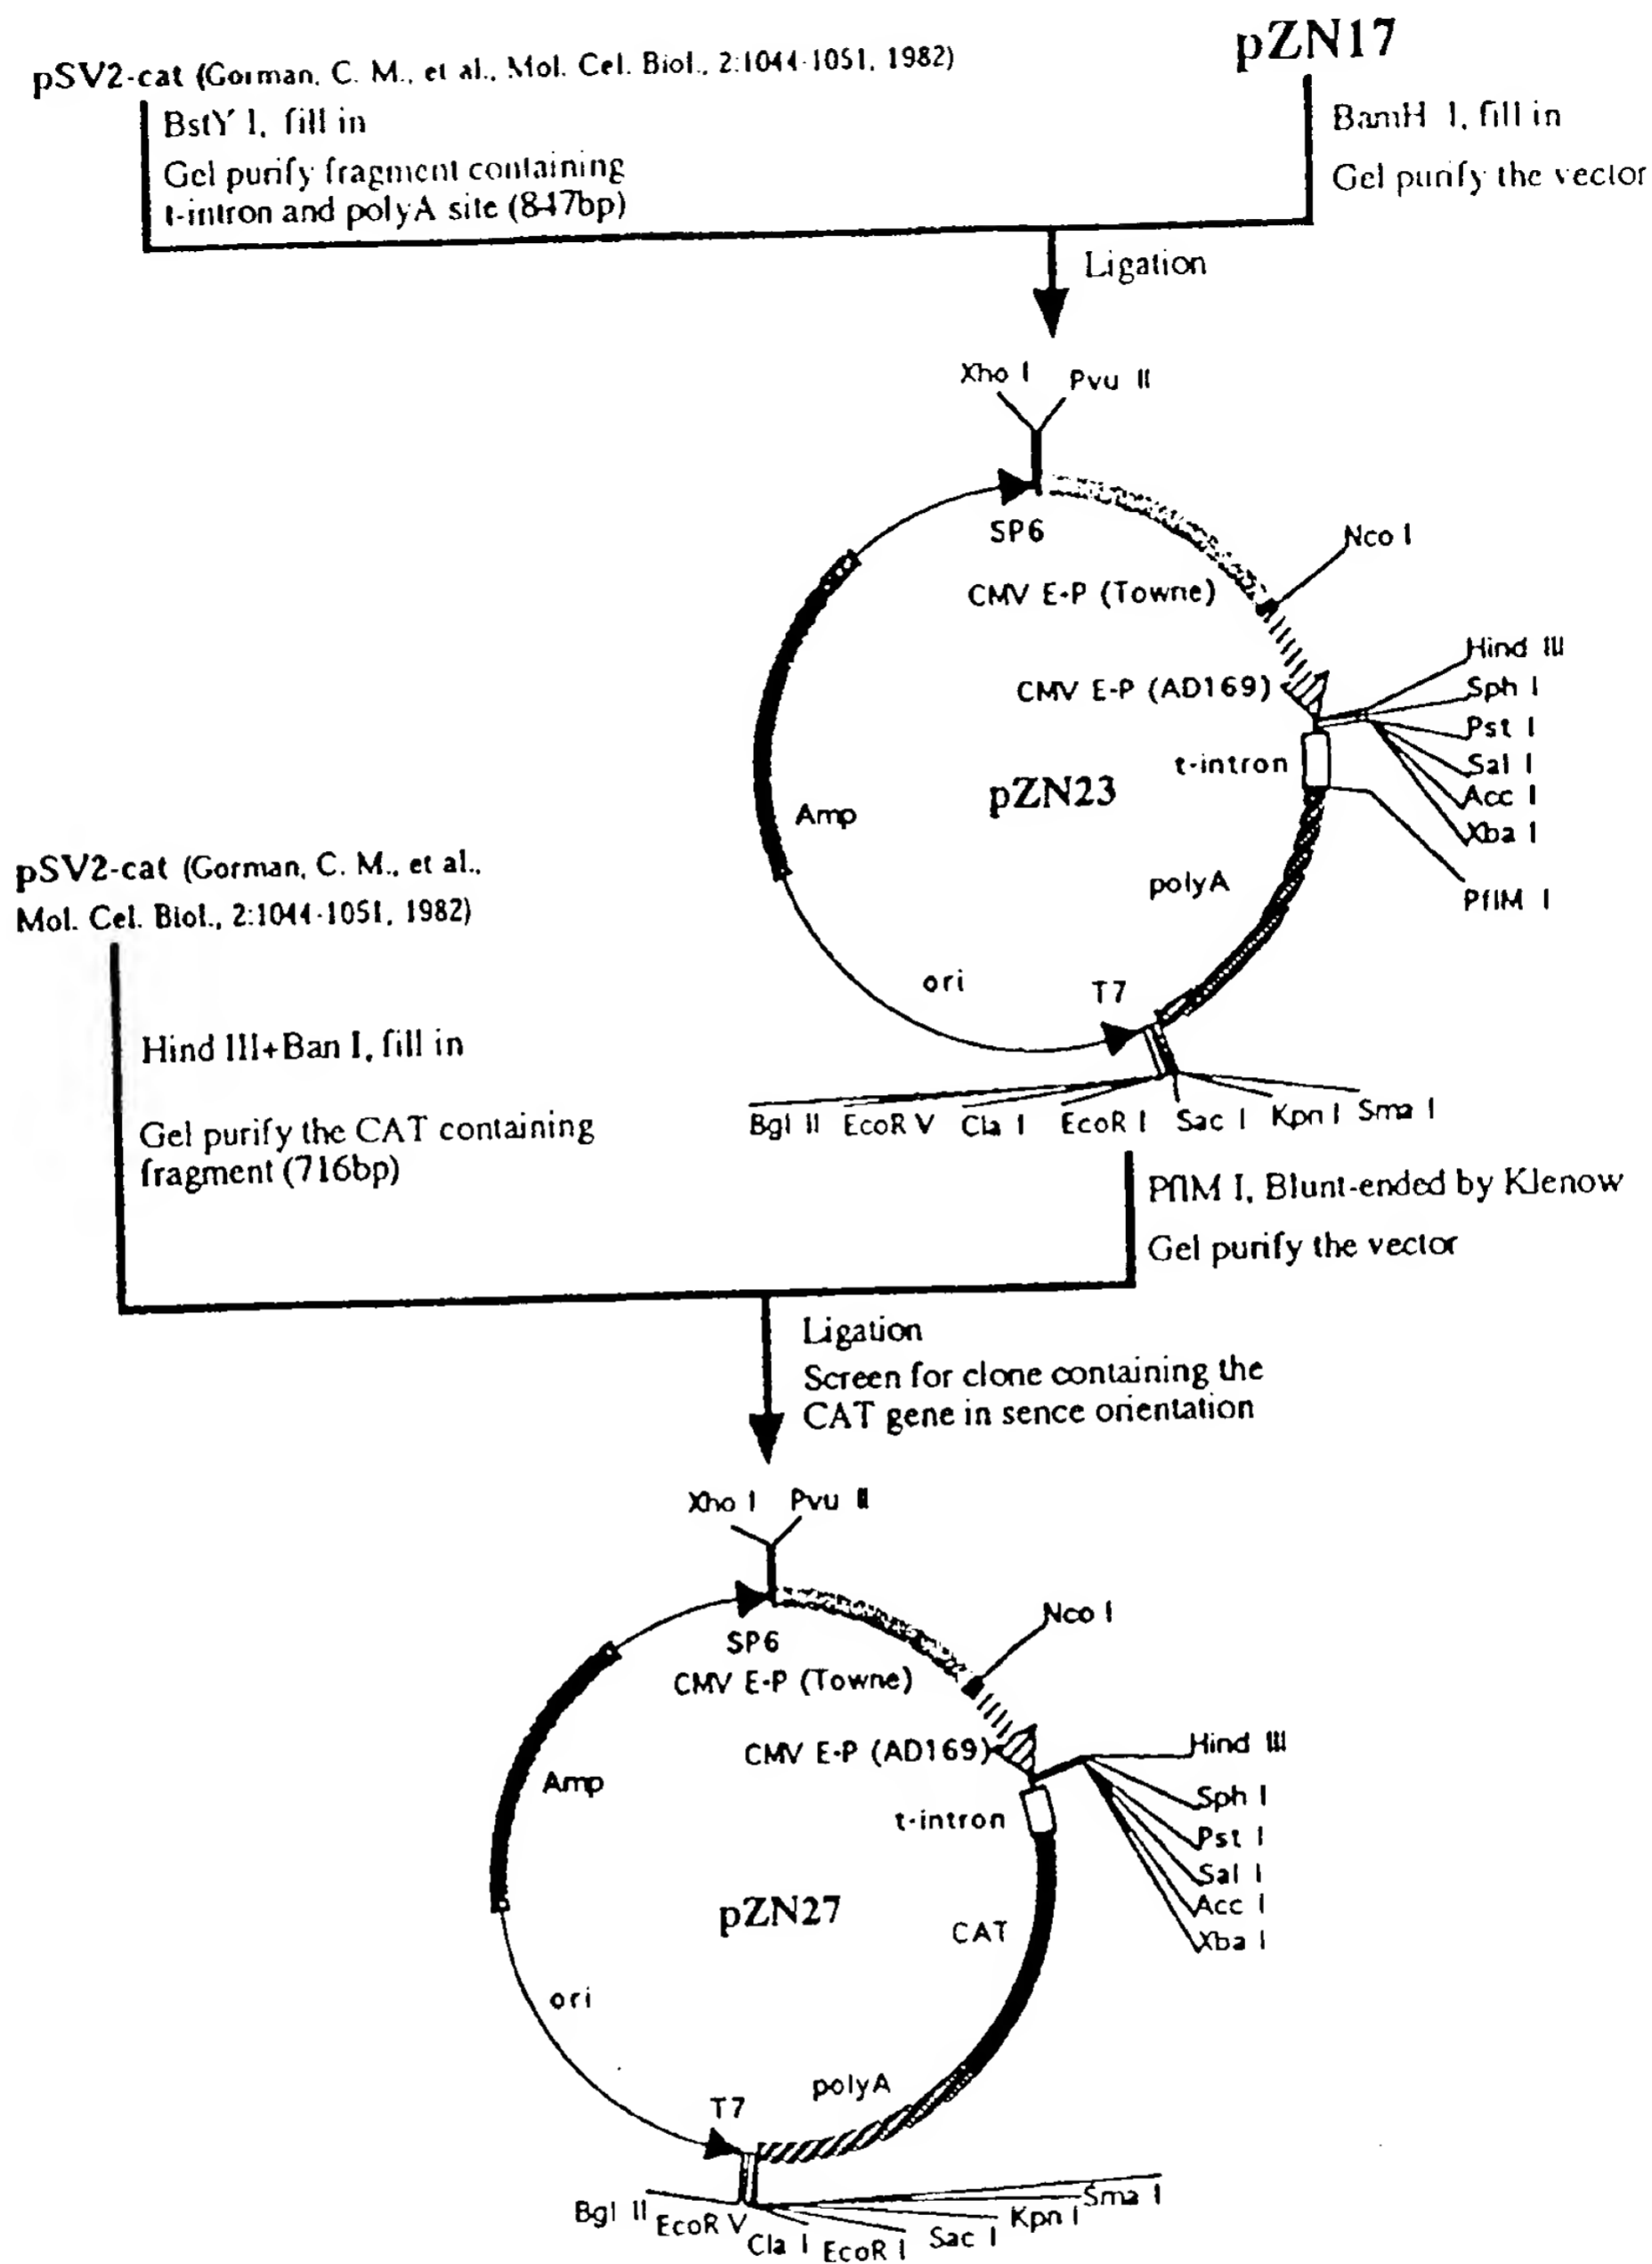 pZN17
pSV2-cat (Gorman, C. M., et al., Mol. Cel. Biol., 2:1044-1051, 1982)
BstY I, fill in
Gel purify fragment containing
t-intron and polyA site (847bp)
BamH I, fill in
Gel purify the vector
Ligation
Xho I Pvu II
SP6
Nco I
CMV E-P (Towne)
Hind III
CMV E-P (AD169)
Sph I
Pst I
t-intron
Sal I
pZN23
Acc I
Amp
Xba I
polyA
PflM I
ori
T7
Bgl II EcoR V Cla I EcoR I Sac I Kpn I Sma I
pSV2-cat (Gorman, C. M., et al.,
Mol. Cel. Biol., 2:1044-1051, 1982)
Hind III+Ban I, fill in
Gel purify the CAT containing
fragment (716bp)
PflM I, Blunt-ended by Klenow
Gel purify the vector
Ligation
Screen for clone containing the
CAT gene in sence orientation
Xho I Pvu II
Nco I
SP6
CMV E-P (Towne)
CMV E-P (AD169)
Hind III
Amp
Sph I
t-intron
Pst I
Sal I
Acc I
pZN27
CAT
Xba I
ori
polyA
T7
Bgl II EcoR V Cla I EcoR I Sac I Kpn I Sma I